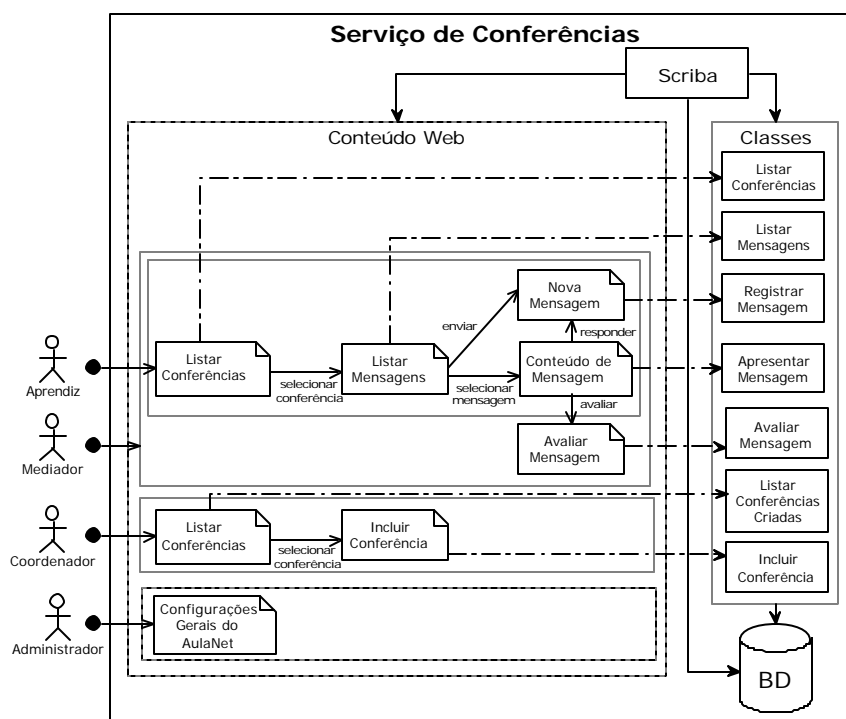 Serviço de Conferências
Scriba
Conteúdo Web
Classes
Listar
Conferências
Listar
Mensagens
Nova
Mensagem
Registrar
Mensagem
enviar
responder
Aprendiz
Listar
Conferências
selecionar
conferência
Listar
Mensagens
selecionar
mensagem
Conteúdo de
Mensagem
Apresentar
Mensagem
avaliar
Mediador
Avaliar
Mensagem
Avaliar
Mensagem
Listar
Conferências
Criadas
Coordenador
Listar
Conferências
selecionar
conferência
Incluir
Conferência
Incluir
Conferência
Administrador
Configurações
Gerais do
AulaNet
BD